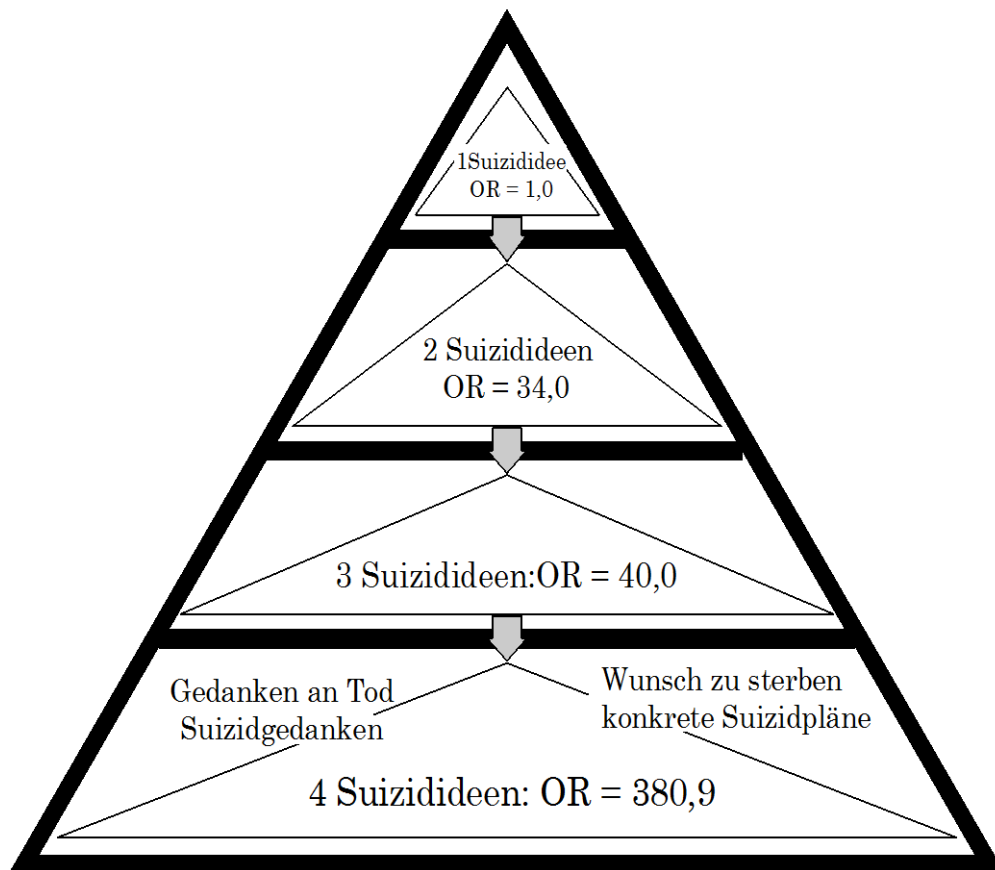 1Suizididee
OR = 1,0
2 Suizidideen
OR = 34,0
3 Suizidideen:OR = 40,0
Gedanken an Tod
Suizidgedanken
Wunsch zu sterben
konkrete Suizidpläne
4 Suizidideen: OR = 380,9